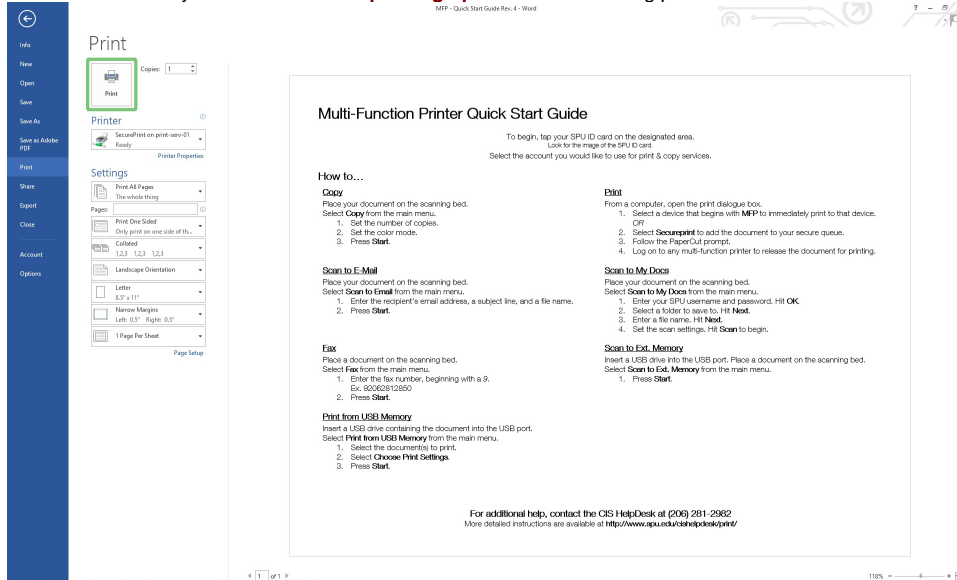 MFP - Quick Start Guide Rev. 4 - Word
?
Info
New
Open
Save
Save As
Save as Adobe
PDF
Print
Share
Export
Close
Account
Options
Print
Copies: 1
Print
Printer
SecurePrint on print-serv-01
Ready
Printer Properties
Settings
Print All Pages
The whole thing
Pages:
Print One Sided
Only print on one side of th...
Collated
1,2,3 1,2,3 1,2,3
Landscape Orientation
Letter
8.5" x 11"
Narrow Margins
Left: 0.5" Right: 0.5"
1 Page Per Sheet
Page Setup
Multi-Function Printer Quick Start Guide
To begin, tap your SPU ID card on the designated area.
Look for the image of the SPU ID card.
Select the account you would like to use for print & copy services.
How to...
Copy
Place your document on the scanning bed.
Select Copy from the main menu.
1. Set the number of copies.
2. Set the color mode.
3. Press Start.
Print
From a computer, open the print dialogue box.
1. Select a device that begins with MFP to immediately print to that device.
OR
2. Select Secureprint to add the document to your secure queue.
3. Follow the PaperCut prompt.
4. Log on to any multi-function printer to release the document for printing.
Scan to E-Mail
Place your document on the scanning bed.
Select Scan to Email from the main menu.
1. Enter the recipient's email address, a subject line, and a file name.
2. Press Start.
Scan to My Docs
Place your document on the scanning bed.
Select Scan to My Docs from the main menu.
1. Enter your SPU username and password. Hit OK.
2. Select a folder to save to. Hit Next.
3. Enter a file name. Hit Next.
4. Set the scan settings. Hit Scan to begin.
Fax
Place a document on the scanning bed.
Select Fax from the main menu.
1. Enter the fax number, beginning with a 9.
Ex. 92062812850
2. Press Start.
Scan to Ext. Memory
Insert a USB drive into the USB port. Place a document on the scanning bed.
Select Scan to Ext. Memory from the main menu.
1. Press Start.
Print from USB Memory
Insert a USB drive containing the document into the USB port.
Select Print from USB Memory from the main menu.
1. Select the document(s) to print.
2. Select Choose Print Settings.
3. Press Start.
For additional help, contact the CIS HelpDesk at (206) 281-2982
More detailed instructions are available at http://www.spu.edu/cishelpdesk/print/
1 of 1
118%